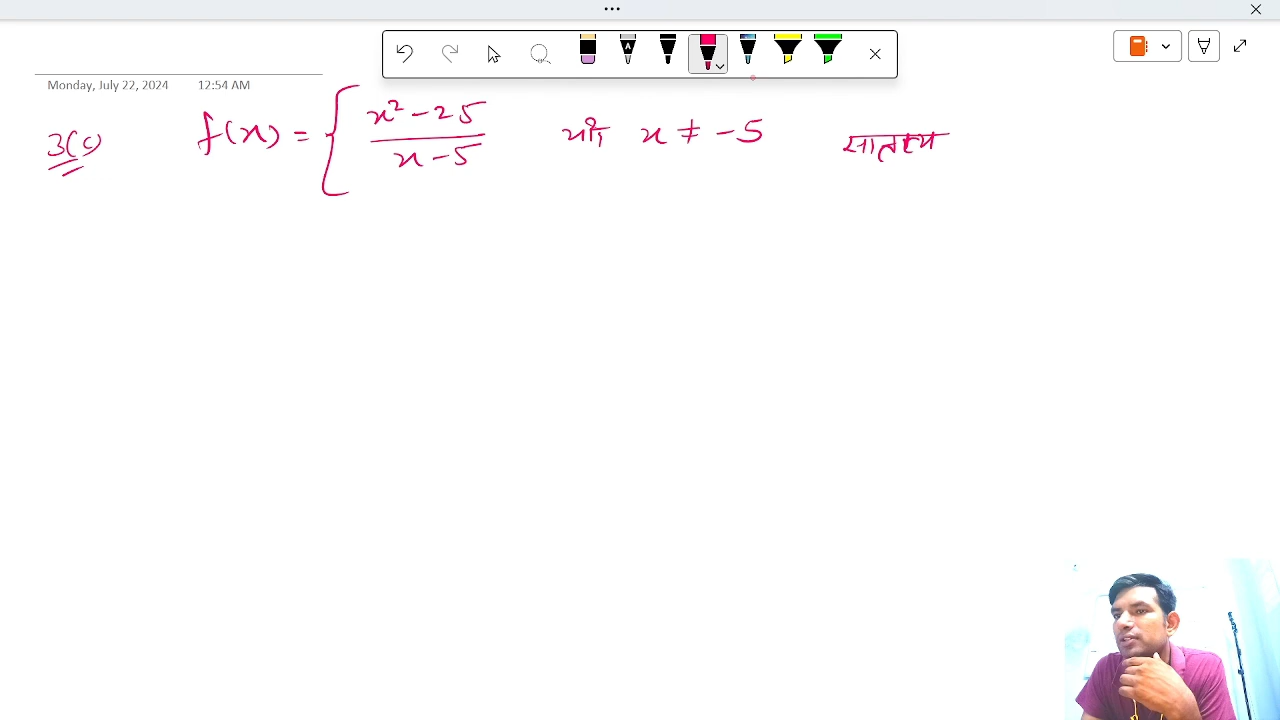 Monday, July 22, 2024 12:54 AM
3(c) f(x) = { x² - 25 / x - 5 यदि x ≠ -5 सातत्य